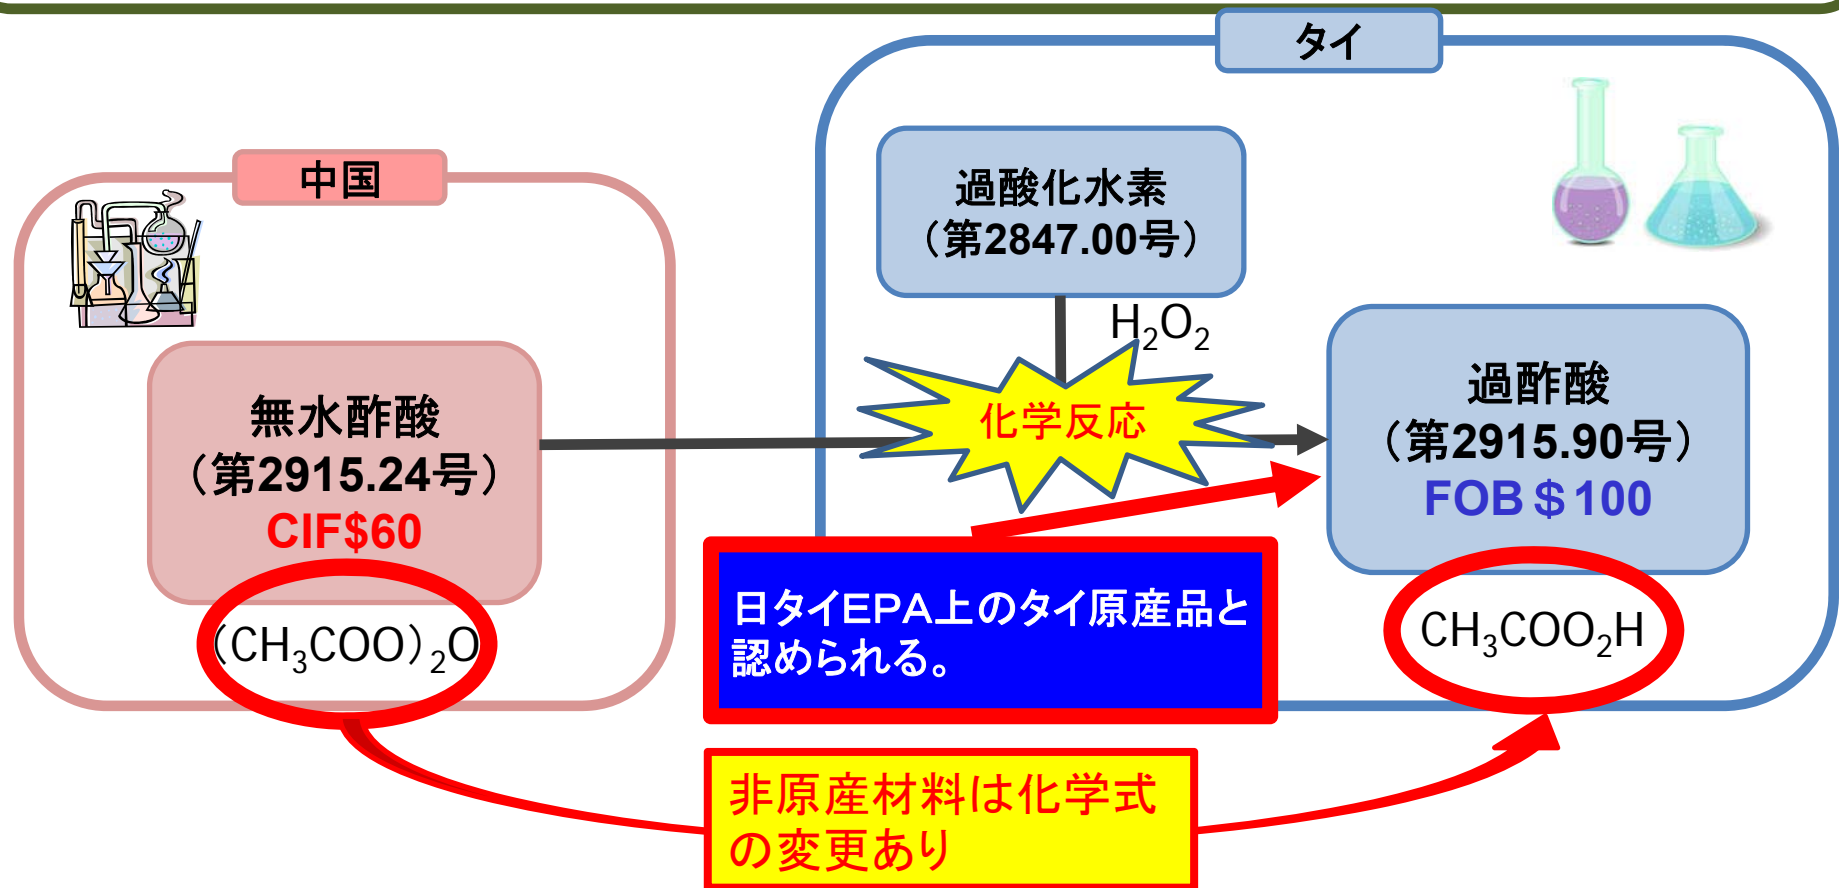 タイ
中国
過酸化水素
（第2847.00号）
H₂O₂
無水酢酸
（第2915.24号）
CIF$60
（CH₃COO）₂O
化学反応
過酢酸
（第2915.90号）
FOB＄100
CH₃COO₂H
日タイEPA上のタイ原産品と
認められる。
非原産材料は化学式
の変更あり